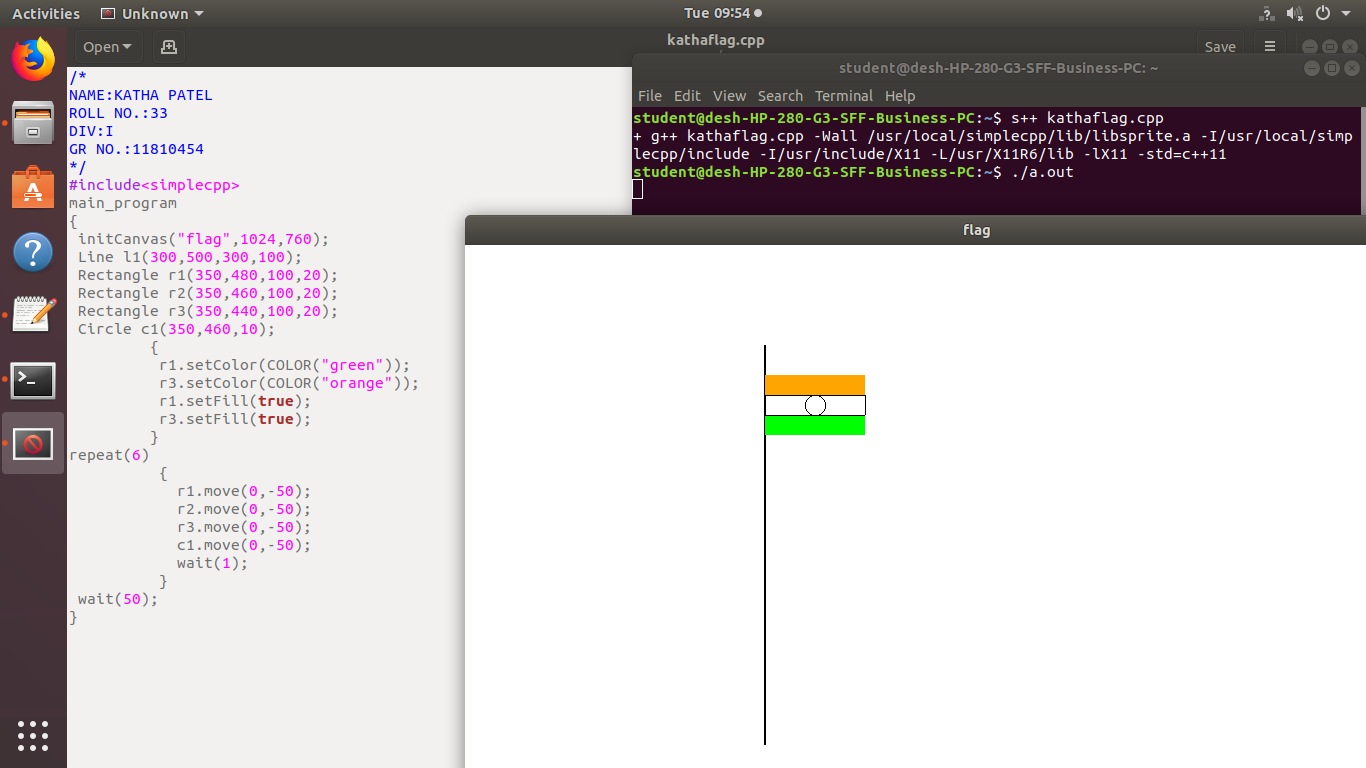 Activities
Unknown
Tue 09:54
Open
kathaflag.cpp
Save
/*
NAME:KATHA PATEL
ROLL NO.:33
DIV:I
GR NO.:11810454
*/
#include<simplecpp>
main_program
{
initCanvas("flag",1024,760);
Line l1(300,500,300,100);
Rectangle r1(350,480,100,20);
Rectangle r2(350,460,100,20);
Rectangle r3(350,440,100,20);
Circle c1(350,460,10);
{
r1.setColor(COLOR("green"));
r3.setColor(COLOR("orange"));
r1.setFill(true);
r3.setFill(true);
}
repeat(6)
{
r1.move(0,-50);
r2.move(0,-50);
r3.move(0,-50);
c1.move(0,-50);
wait(1);
}
wait(50);
}
student@desh-HP-280-G3-SFF-Business-PC: ~
File Edit View Search Terminal Help
student@desh-HP-280-G3-SFF-Business-PC:~$ s++ kathaflag.cpp
+ g++ kathaflag.cpp -Wall /usr/local/simplecpp/lib/libsprite.a -I/usr/local/simp
lecpp/include -I/usr/include/X11 -L/usr/X11R6/lib -lX11 -std=c++11
student@desh-HP-280-G3-SFF-Business-PC:~$ ./a.out
flag